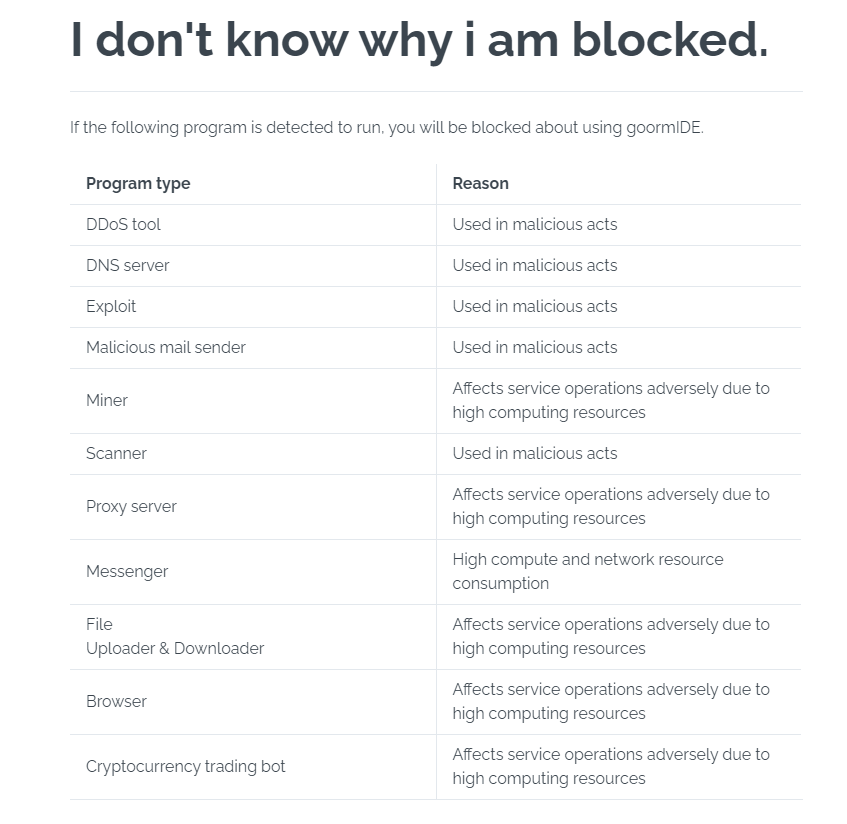 I don't know why i am blocked.
If the following program is detected to run, you will be blocked about using goormIDE.
Program type Reason
DDoS tool Used in malicious acts
DNS server Used in malicious acts
Exploit Used in malicious acts
Malicious mail sender Used in malicious acts
Miner Affects service operations adversely due to
high computing resources
Scanner Used in malicious acts
Proxy server Affects service operations adversely due to
high computing resources
Messenger High compute and network resource
consumption
File Affects service operations adversely due to
Uploader & Downloader high computing resources
Browser Affects service operations adversely due to
high computing resources
Cryptocurrency trading bot Affects service operations adversely due to
high computing resources